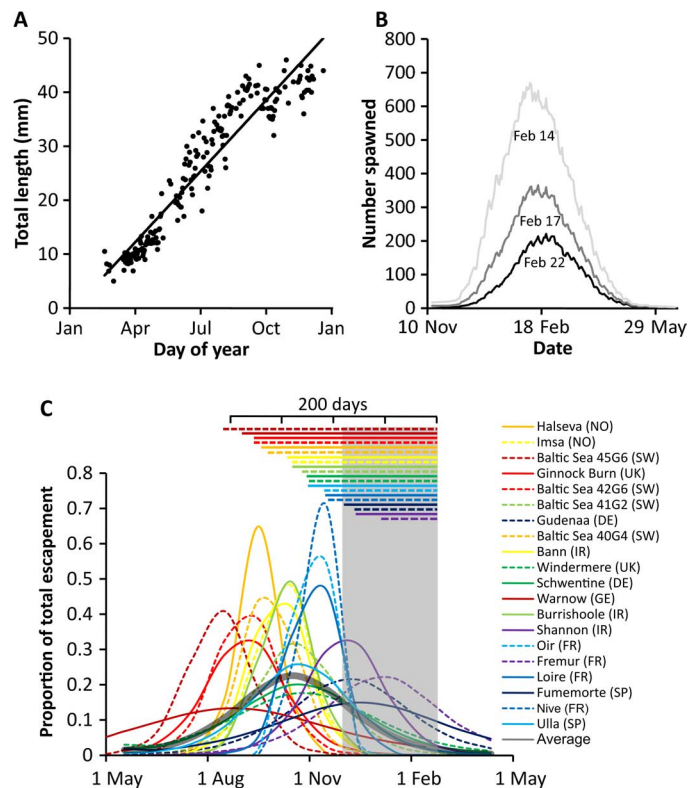 A
50
40
30
20
10
0
Total length (mm)
Jan
Apr
Jul
Oct
Jan
Day of year
B
800
700
600
500
400
300
200
100
0
Number spawned
Feb 14
Feb 17
Feb 22
10 Nov
18 Feb
29 May
Date
C
200 days
0.8
0.7
0.6
0.5
0.4
0.3
0.2
0.1
0
Proportion of total escapement
1 May
1 Aug
1 Nov
1 Feb
1 May
Halseva (NO)
Imsa (NO)
Baltic Sea 45G6 (SW)
Ginnock Burn (UK)
Baltic Sea 42G6 (SW)
Baltic Sea 41G2 (SW)
Gudenaa (DE)
Baltic Sea 40G4 (SW)
Bann (IR)
Windermere (UK)
Schwentine (DE)
Warnow (GE)
Burrishoole (IR)
Shannon (IR)
Oir (FR)
Fremur (FR)
Loire (FR)
Fumemorte (SP)
Nive (FR)
Ulla (SP)
Average